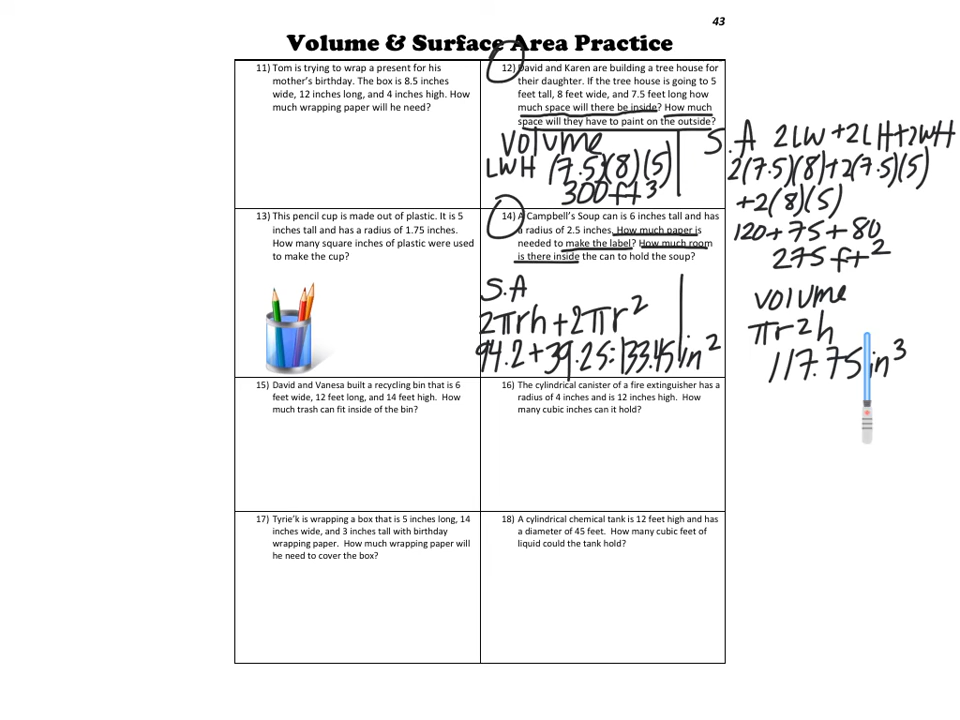 43
Volume & Surface Area Practice
11) Tom is trying to wrap a present for his
mother's birthday. The box is 8.5 inches
wide, 12 inches long, and 4 inches high. How
much wrapping paper will he need?
12) David and Karen are building a tree house for
their daughter. If the tree house is going to 5
feet tall, 8 feet wide, and 7.5 feet long how
much space will there be inside? How much
space will they have to paint on the outside?
VOlUme
LWH (7.5)(8)(5)
300 ft3
S.A 2LW+2LH+2WH
2(7.5)(8)+2(7.5)(5)
+2(8)(5)
120+75+80
275 ft2
13) This pencil cup is made out of plastic. It is 5
inches tall and has a radius of 1.75 inches.
How many square inches of plastic were used
to make the cup?
14) A Campbell's Soup can is 6 inches tall and has
a radius of 2.5 inches. How much paper is
needed to make the label? How much room
is there inside the can to hold the soup?
S.A
2πrh+2πr2
94.2+39.25=133.45in2
VOlUme
πr2h
117.75in3
15) David and Vanesa built a recycling bin that is 6
feet wide, 12 feet long, and 14 feet high. How
much trash can fit inside of the bin?
16) The cylindrical canister of a fire extinguisher has a
radius of 4 inches and is 12 inches high. How
many cubic inches can it hold?
17) Tyrie'k is wrapping a box that is 5 inches long, 14
inches wide, and 3 inches tall with birthday
wrapping paper. How much wrapping paper will
he need to cover the box?
18) A cylindrical chemical tank is 12 feet high and has
a diameter of 45 feet. How many cubic feet of
liquid could the tank hold?